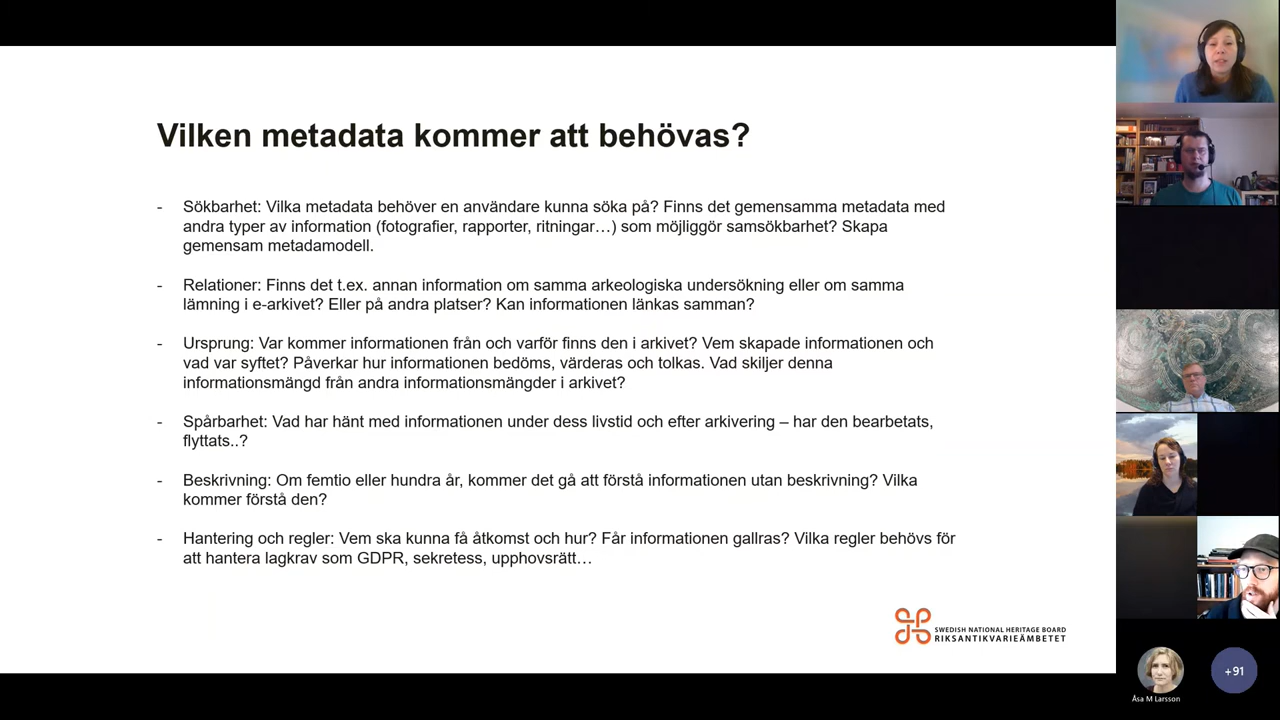 Vilken metadata kommer att behövas?
- Sökbarhet: Vilka metadata behöver en användare kunna söka på? Finns det gemensamma metadata med
andra typer av information (fotografier, rapporter, ritningar…) som möjliggör samsökbarhet? Skapa
gemensam metadamodell.
- Relationer: Finns det t.ex. annan information om samma arkeologiska undersökning eller om samma
lämning i e-arkivet? Eller på andra platser? Kan informationen länkas samman?
- Ursprung: Var kommer informationen från och varför finns den i arkivet? Vem skapade informationen och
vad var syftet? Påverkar hur informationen bedöms, värderas och tolkas. Vad skiljer denna
informationsmängd från andra informationsmängder i arkivet?
- Spårbarhet: Vad har hänt med informationen under dess livstid och efter arkivering – har den bearbetats,
flyttats..?
- Beskrivning: Om femtio eller hundra år, kommer det gå att förstå informationen utan beskrivning? Vilka
kommer förstå den?
- Hantering och regler: Vem ska kunna få åtkomst och hur? Får informationen gallras? Vilka regler behövs för
att hantera lagkrav som GDPR, sekretess, upphovsrätt…
SWEDISH NATIONAL HERITAGE BOARD
RIKSANTIKVARIEÄMBETET
+91
Åsa M Larsson